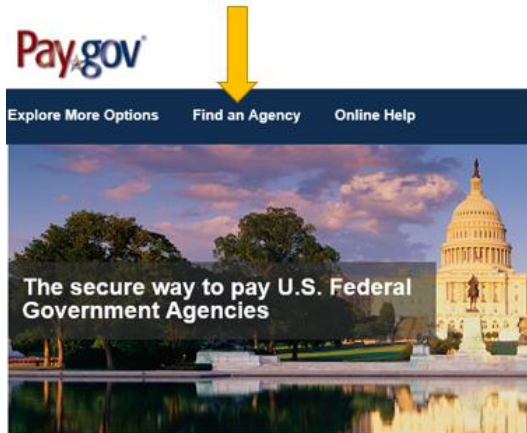 Pay.gov
Explore More Options Find an Agency Online Help
The secure way to pay U.S. Federal
Government Agencies